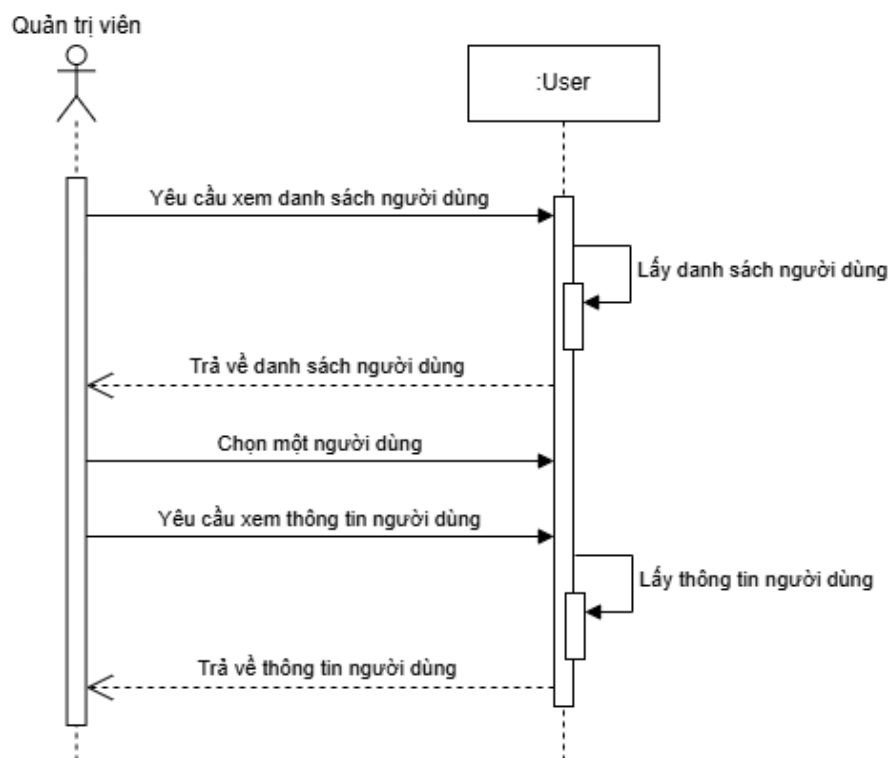 Quản trị viên
:User
Yêu cầu xem danh sách người dùng
Lấy danh sách người dùng
Trả về danh sách người dùng
Chọn một người dùng
Yêu cầu xem thông tin người dùng
Lấy thông tin người dùng
Trả về thông tin người dùng